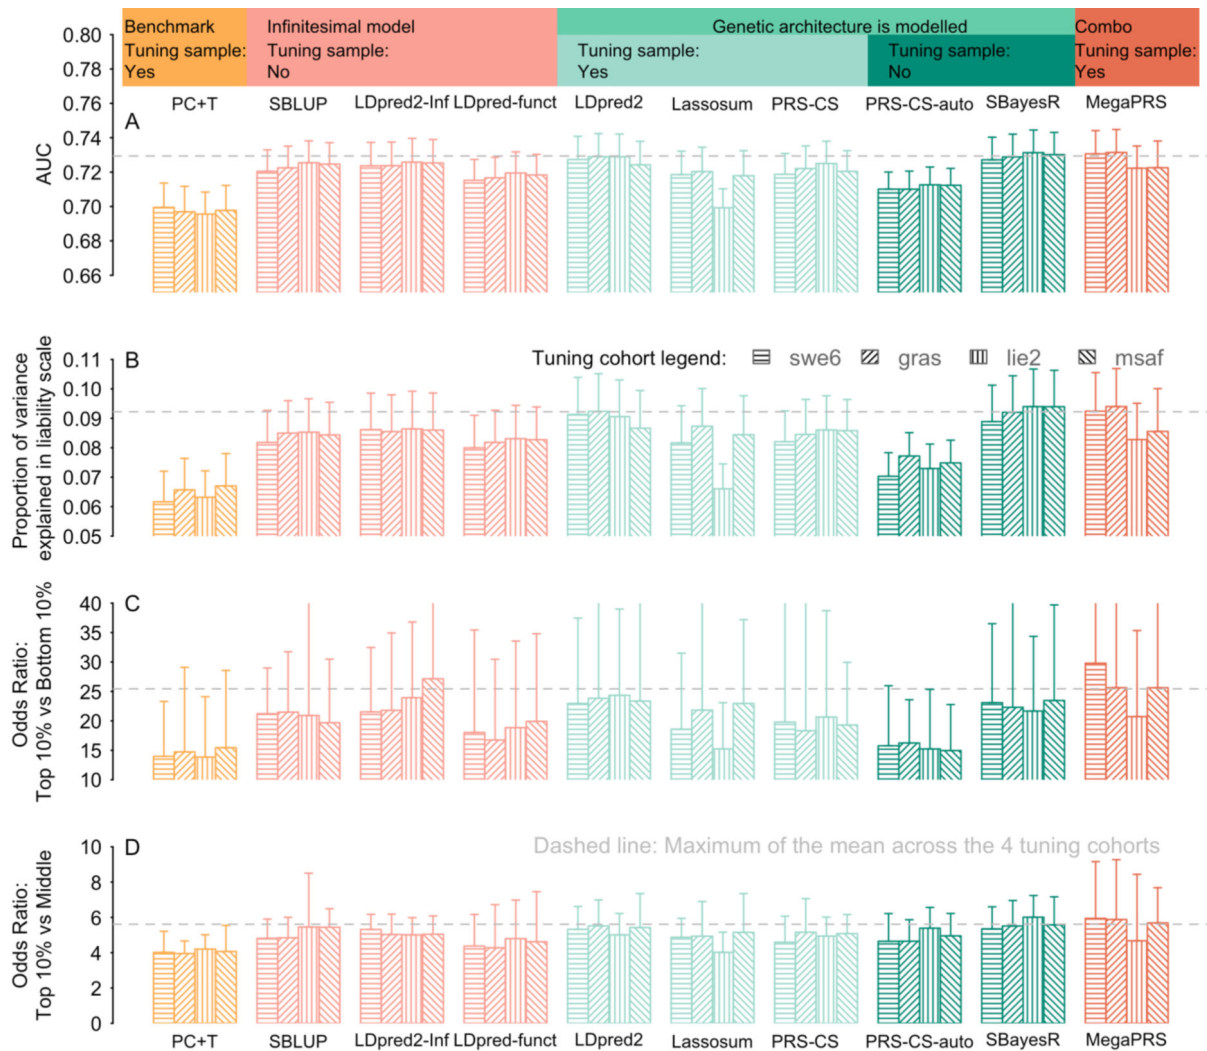 Benchmark
Tuning sample:
Yes
Infinitesimal model
Tuning sample:
No
Genetic architecture is modelled
Tuning sample:
Yes
Tuning sample:
No
Combo
Tuning sample:
Yes
PC+T SBLUP LDpred2-Inf LDpred-funct LDpred2 Lassosum PRS-CS PRS-CS-auto SBayesR MegaPRS
A
AUC
0.80
0.78
0.76
0.74
0.72
0.70
0.68
0.66
B
Tuning cohort legend: swe6 gras lie2 msaf
Proportion of variance
explained in liability scale
0.11
0.10
0.09
0.08
0.07
0.06
0.05
C
Odds Ratio:
Top 10% vs Bottom 10%
40
35
30
25
20
15
10
D
Dashed line: Maximum of the mean across the 4 tuning cohorts
Odds Ratio:
Top 10% vs Middle
10
8
6
4
2
0
PC+T SBLUP LDpred2-Inf LDpred-funct LDpred2 Lassosum PRS-CS PRS-CS-auto SBayesR MegaPRS